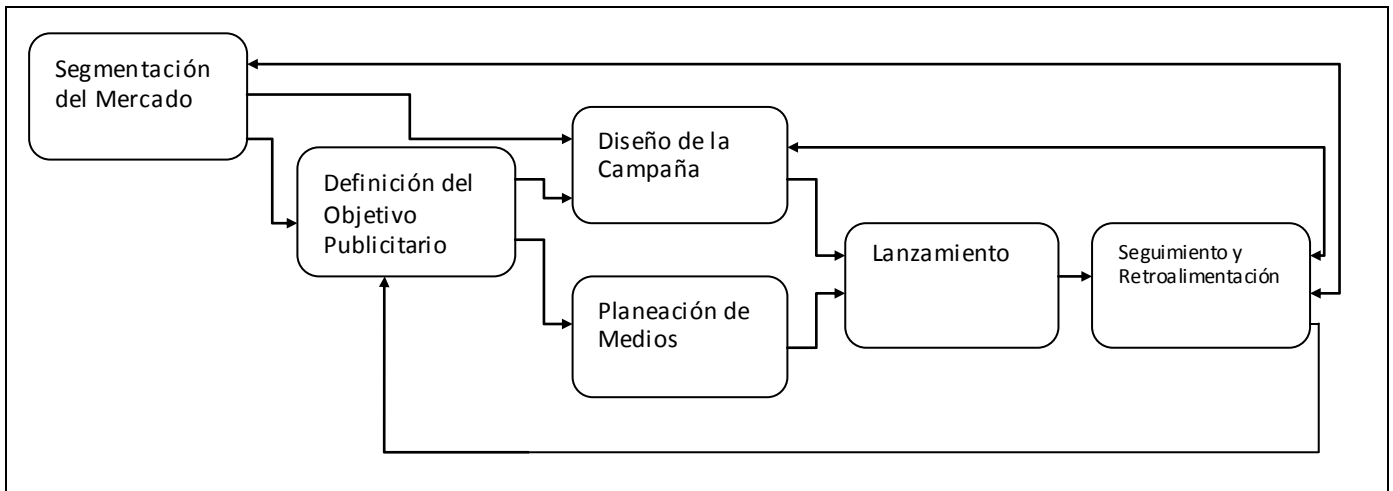 Segmentación
del Mercado
Definición del
Objetivo
Publicitario
Diseño de la
Campaña
Planeación de
Medios
Lanzamiento
Seguimiento y
Retroalimentación